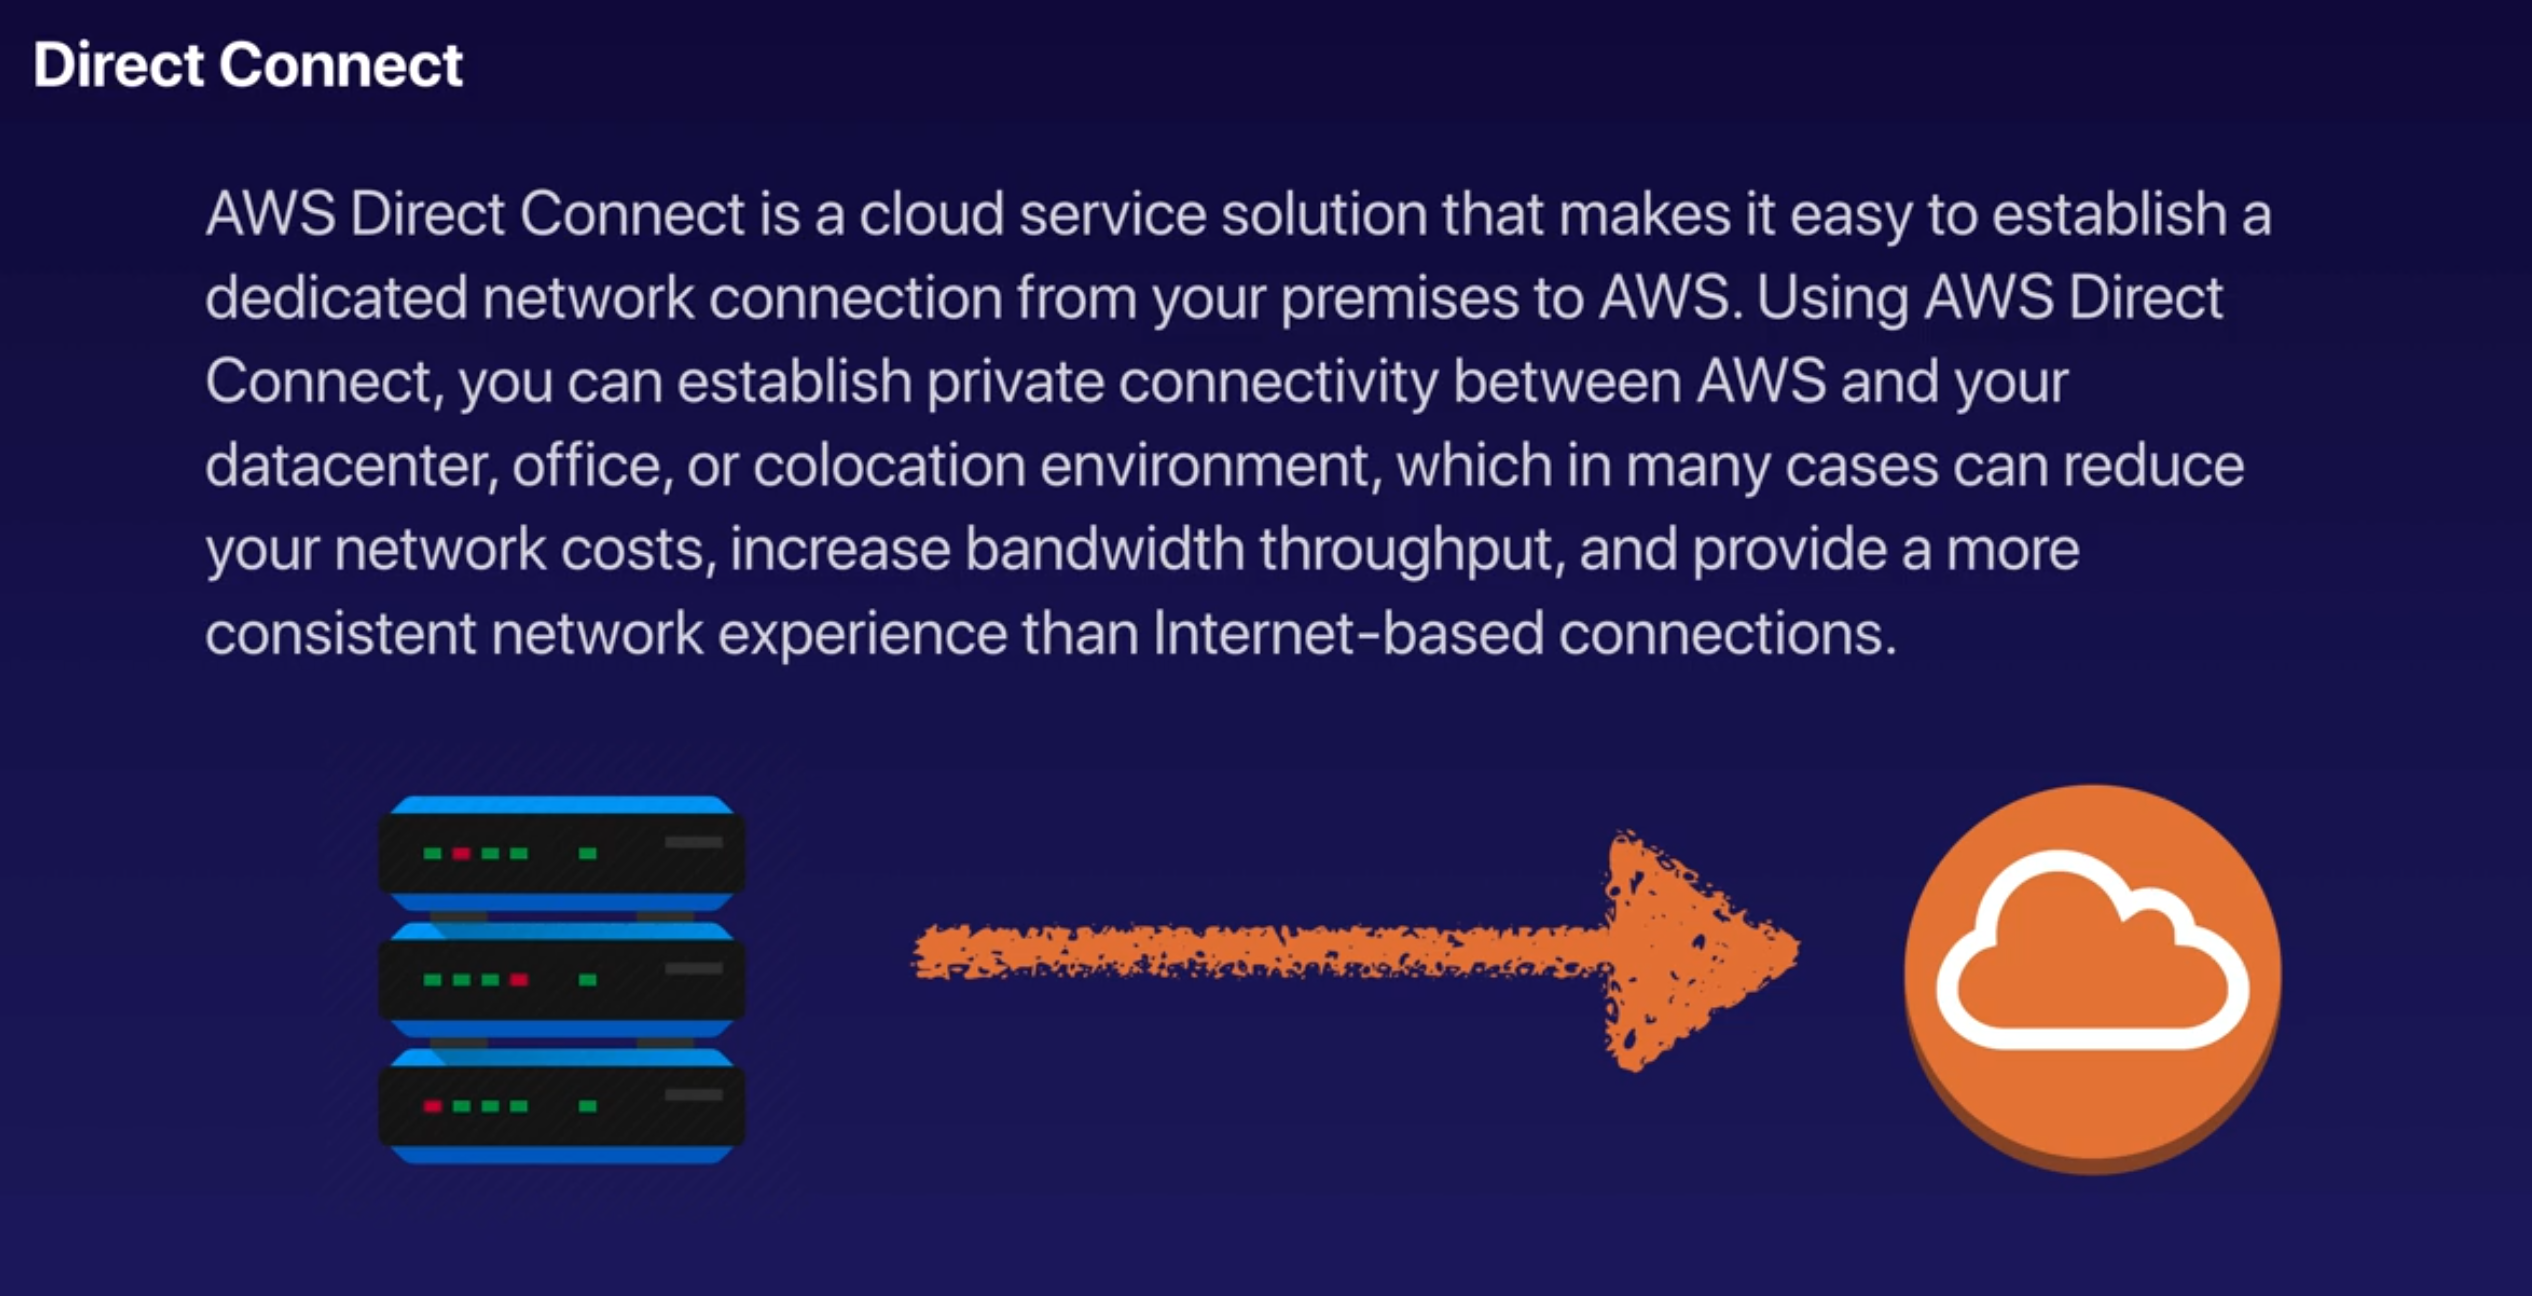 Direct Connect
AWS Direct Connect is a cloud service solution that makes it easy to establish a
dedicated network connection from your premises to AWS. Using AWS Direct
Connect, you can establish private connectivity between AWS and your
datacenter, office, or colocation environment, which in many cases can reduce
your network costs, increase bandwidth throughput, and provide a more
consistent network experience than Internet-based connections.